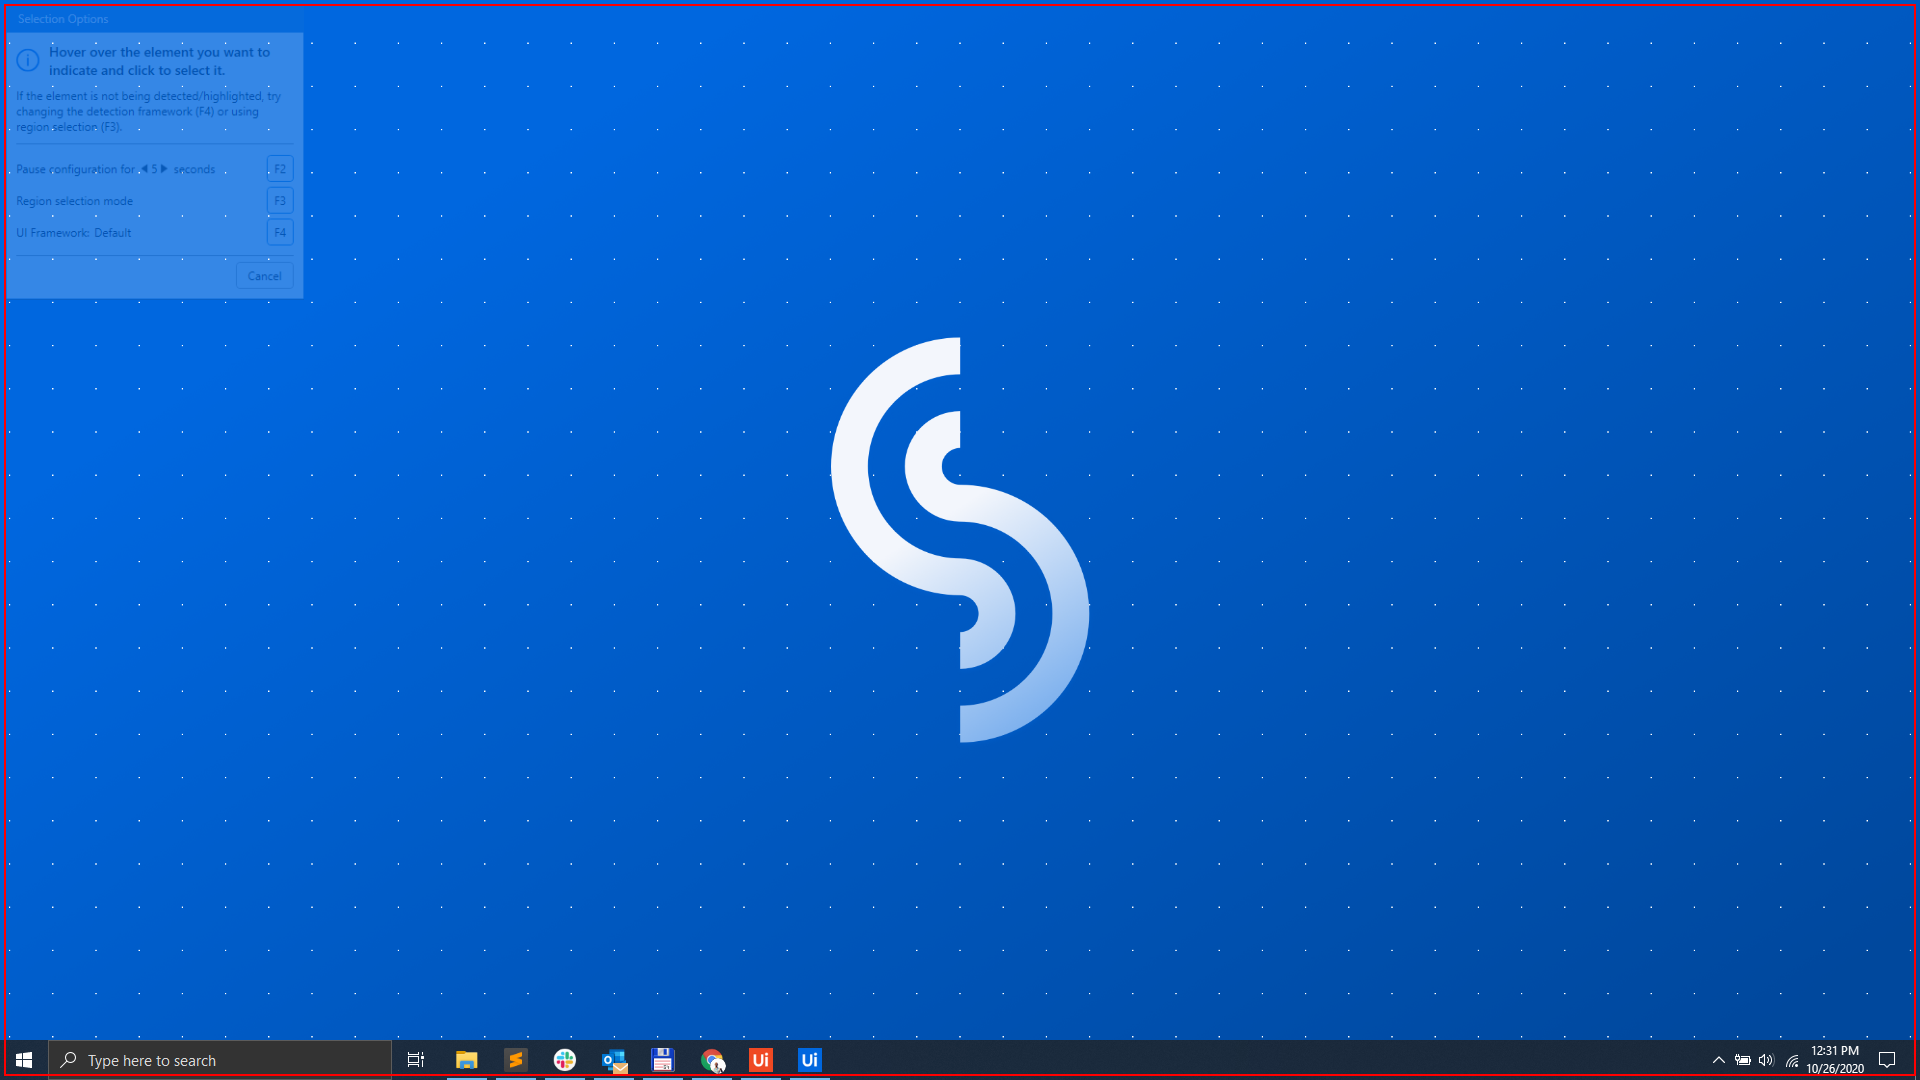 Selection Options
Hover over the element you want to
indicate and click to select it.
If the element is not being detected/highlighted, try
changing the detection framework (F4) or using
region selection (F3).
Pause configuration for 5 seconds F2
Region selection mode F3
UI Framework: Default F4
Cancel
Type here to search
Ui
Ui
12:31 PM
10/26/2020